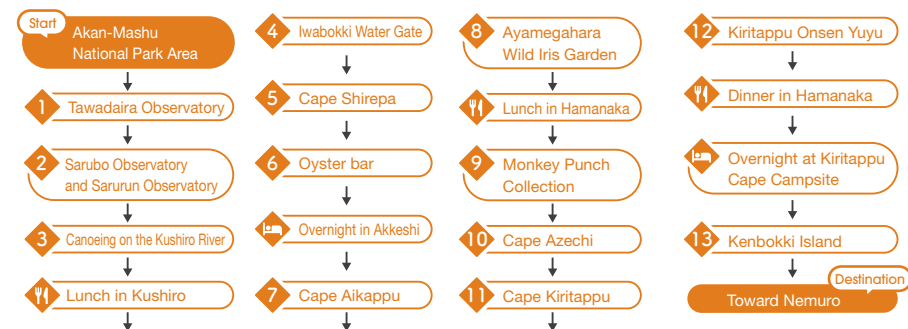 Start
Akan-Mashu
National Park Area
1 Tawadaira Observatory
2 Sarubo Observatory
and Sarurun Observatory
3 Canoeing on the Kushiro River
Lunch in Kushiro
4 Iwabokki Water Gate
5 Cape Shirepa
6 Oyster bar
Overnight in Akkeshi
7 Cape Aikappu
8 Ayamegahara
Wild Iris Garden
Lunch in Hamanaka
9 Monkey Punch
Collection
10 Cape Azechi
11 Cape Kiritappu
12 Kiritappu Onsen Yuyu
Dinner in Hamanaka
Overnight at Kiritappu
Cape Campsite
13 Kenbokki Island
Destination
Toward Nemuro